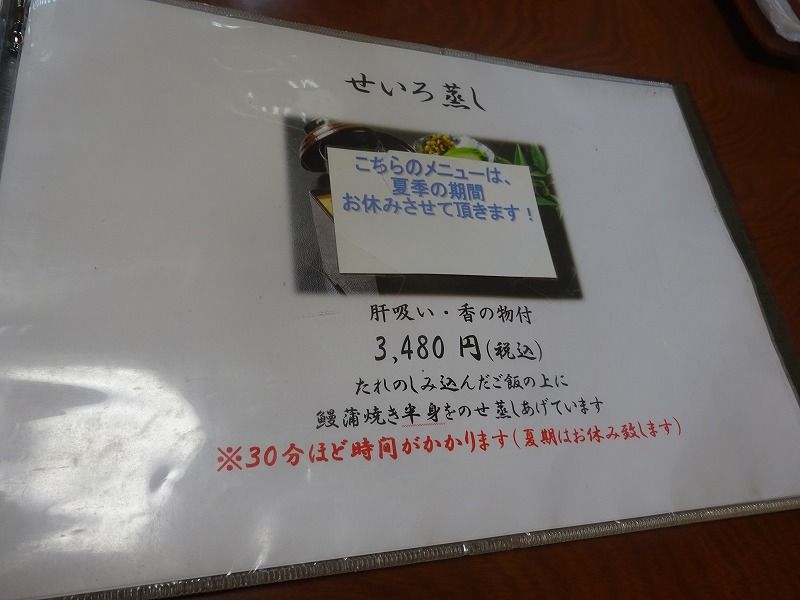 せいろ蒸し
こちらのメニューは、
夏季の期間
お休みさせて頂きます!
肝吸い・香の物付
3,480 円(税込)
たれのしみ込んだご飯の上に
鰻蒲焼き半身をのせ蒸しあげています
※30分ほど時間がかかります(夏期はお休み致します)